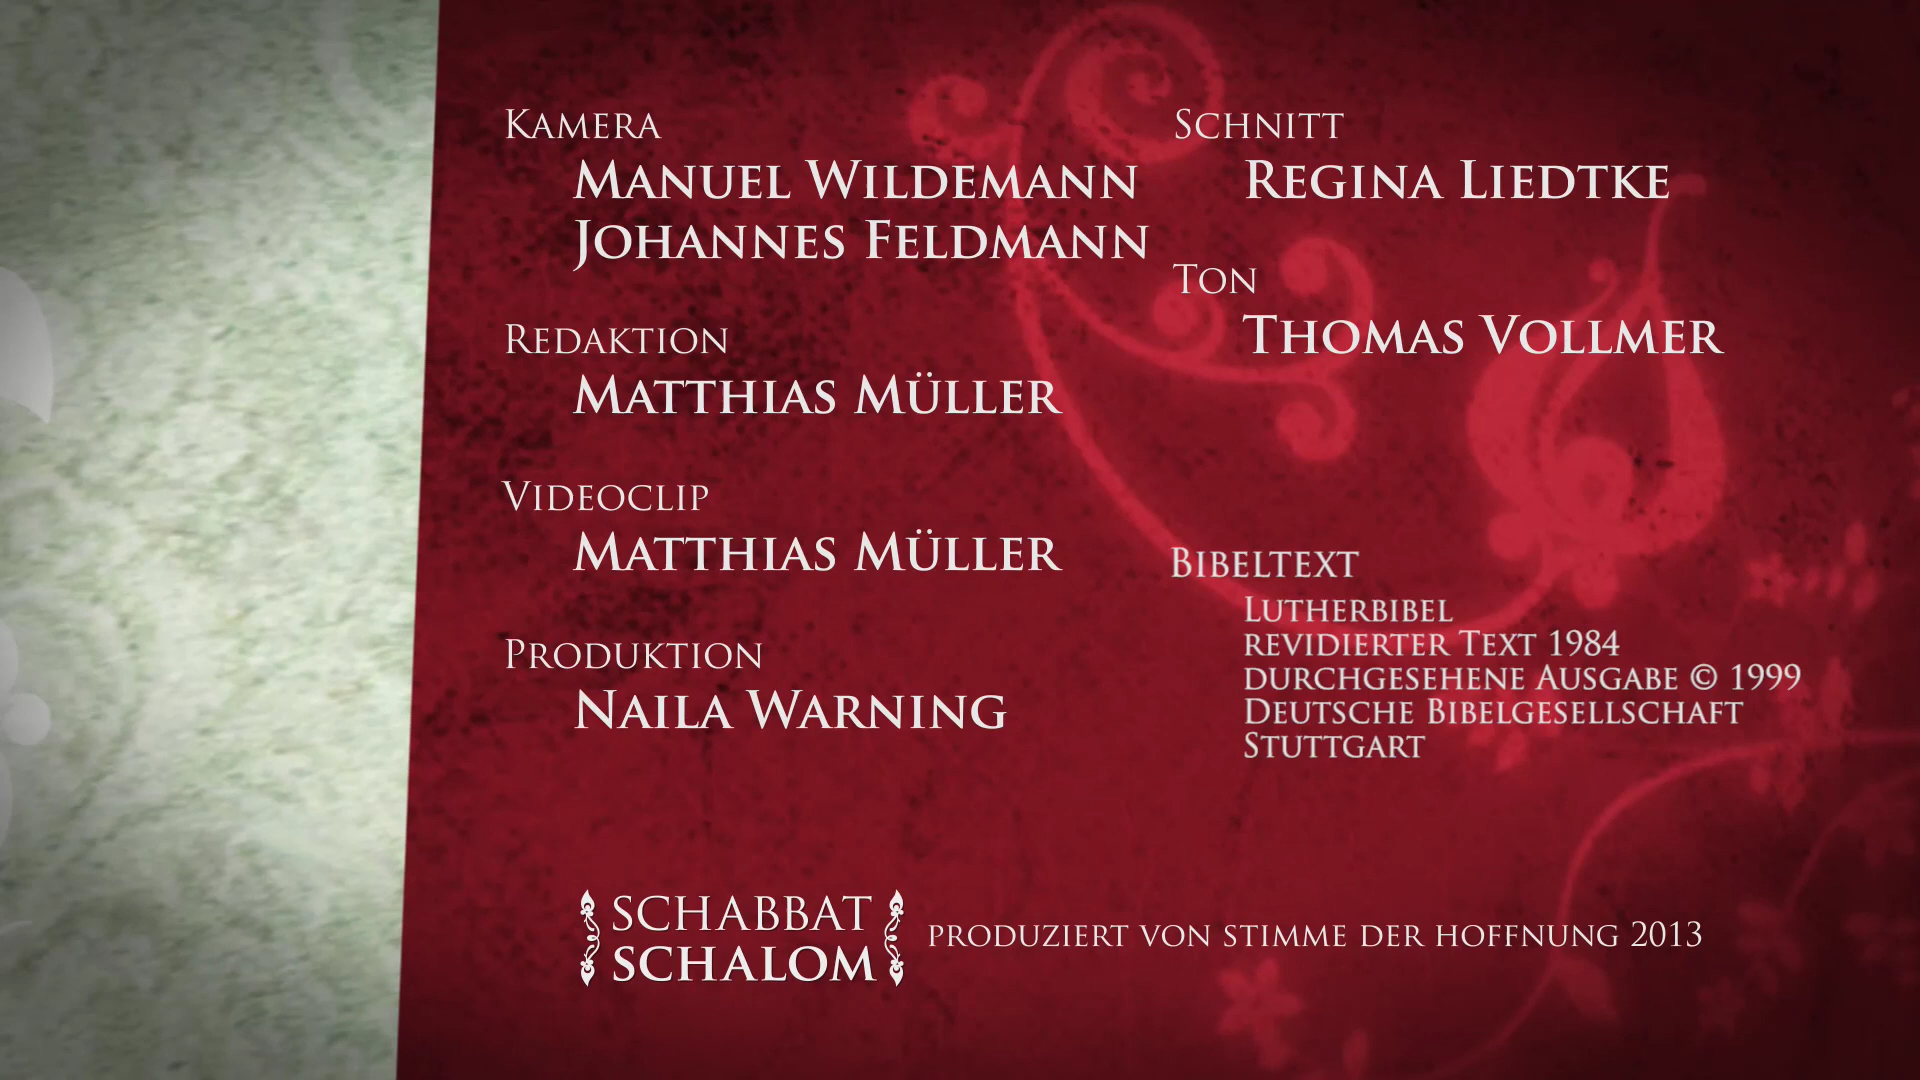 Kamera
Manuel Wildemann
Johannes Feldmann
Redaktion
Matthias Müller
Videoclip
Matthias Müller
Produktion
Naila Warning
Schnitt
Regina Liedtke
Ton
Thomas Vollmer
Bibeltext
Lutherbibel
revidierter Text 1984
durchgesehene Ausgabe © 1999
Deutsche Bibelgesellschaft
Stuttgart
SCHABBAT
SCHALOM
produziert von stimme der hoffnung 2013